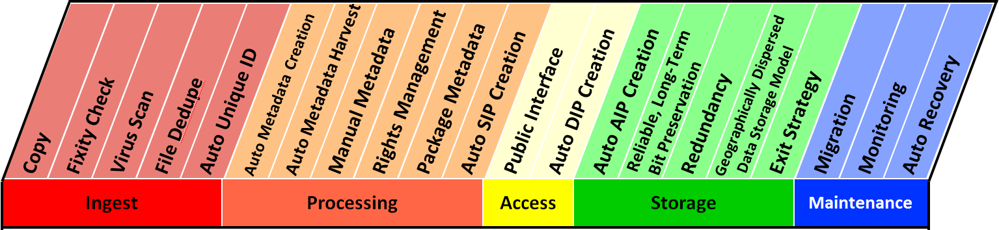 Copy
Fixity Check
Virus Scan
File Dedupe
Auto Unique ID
Auto Metadata Creation
Auto Metadata Harvest
Manual Metadata
Rights Management
Package Metadata
Auto SIP Creation
Public Interface
Auto DIP Creation
Auto AIP Creation
Reliable, Long-Term
Bit Preservation
Redundancy
Geographically Dispersed
Data Storage Model
Exit Strategy
Migration
Monitoring
Auto Recovery
Ingest
Processing
Access
Storage
Maintenance